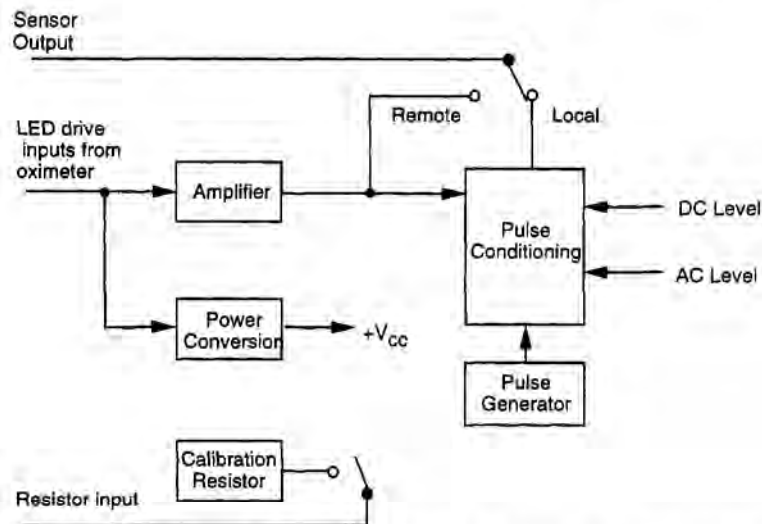 Sensor
Output
Remote
Local
LED drive
inputs from
oximeter
Amplifier
Pulse
Conditioning
DC Level
AC Level
Power
Conversion
+Vcc
Pulse
Generator
Calibration
Resistor
Resistor input